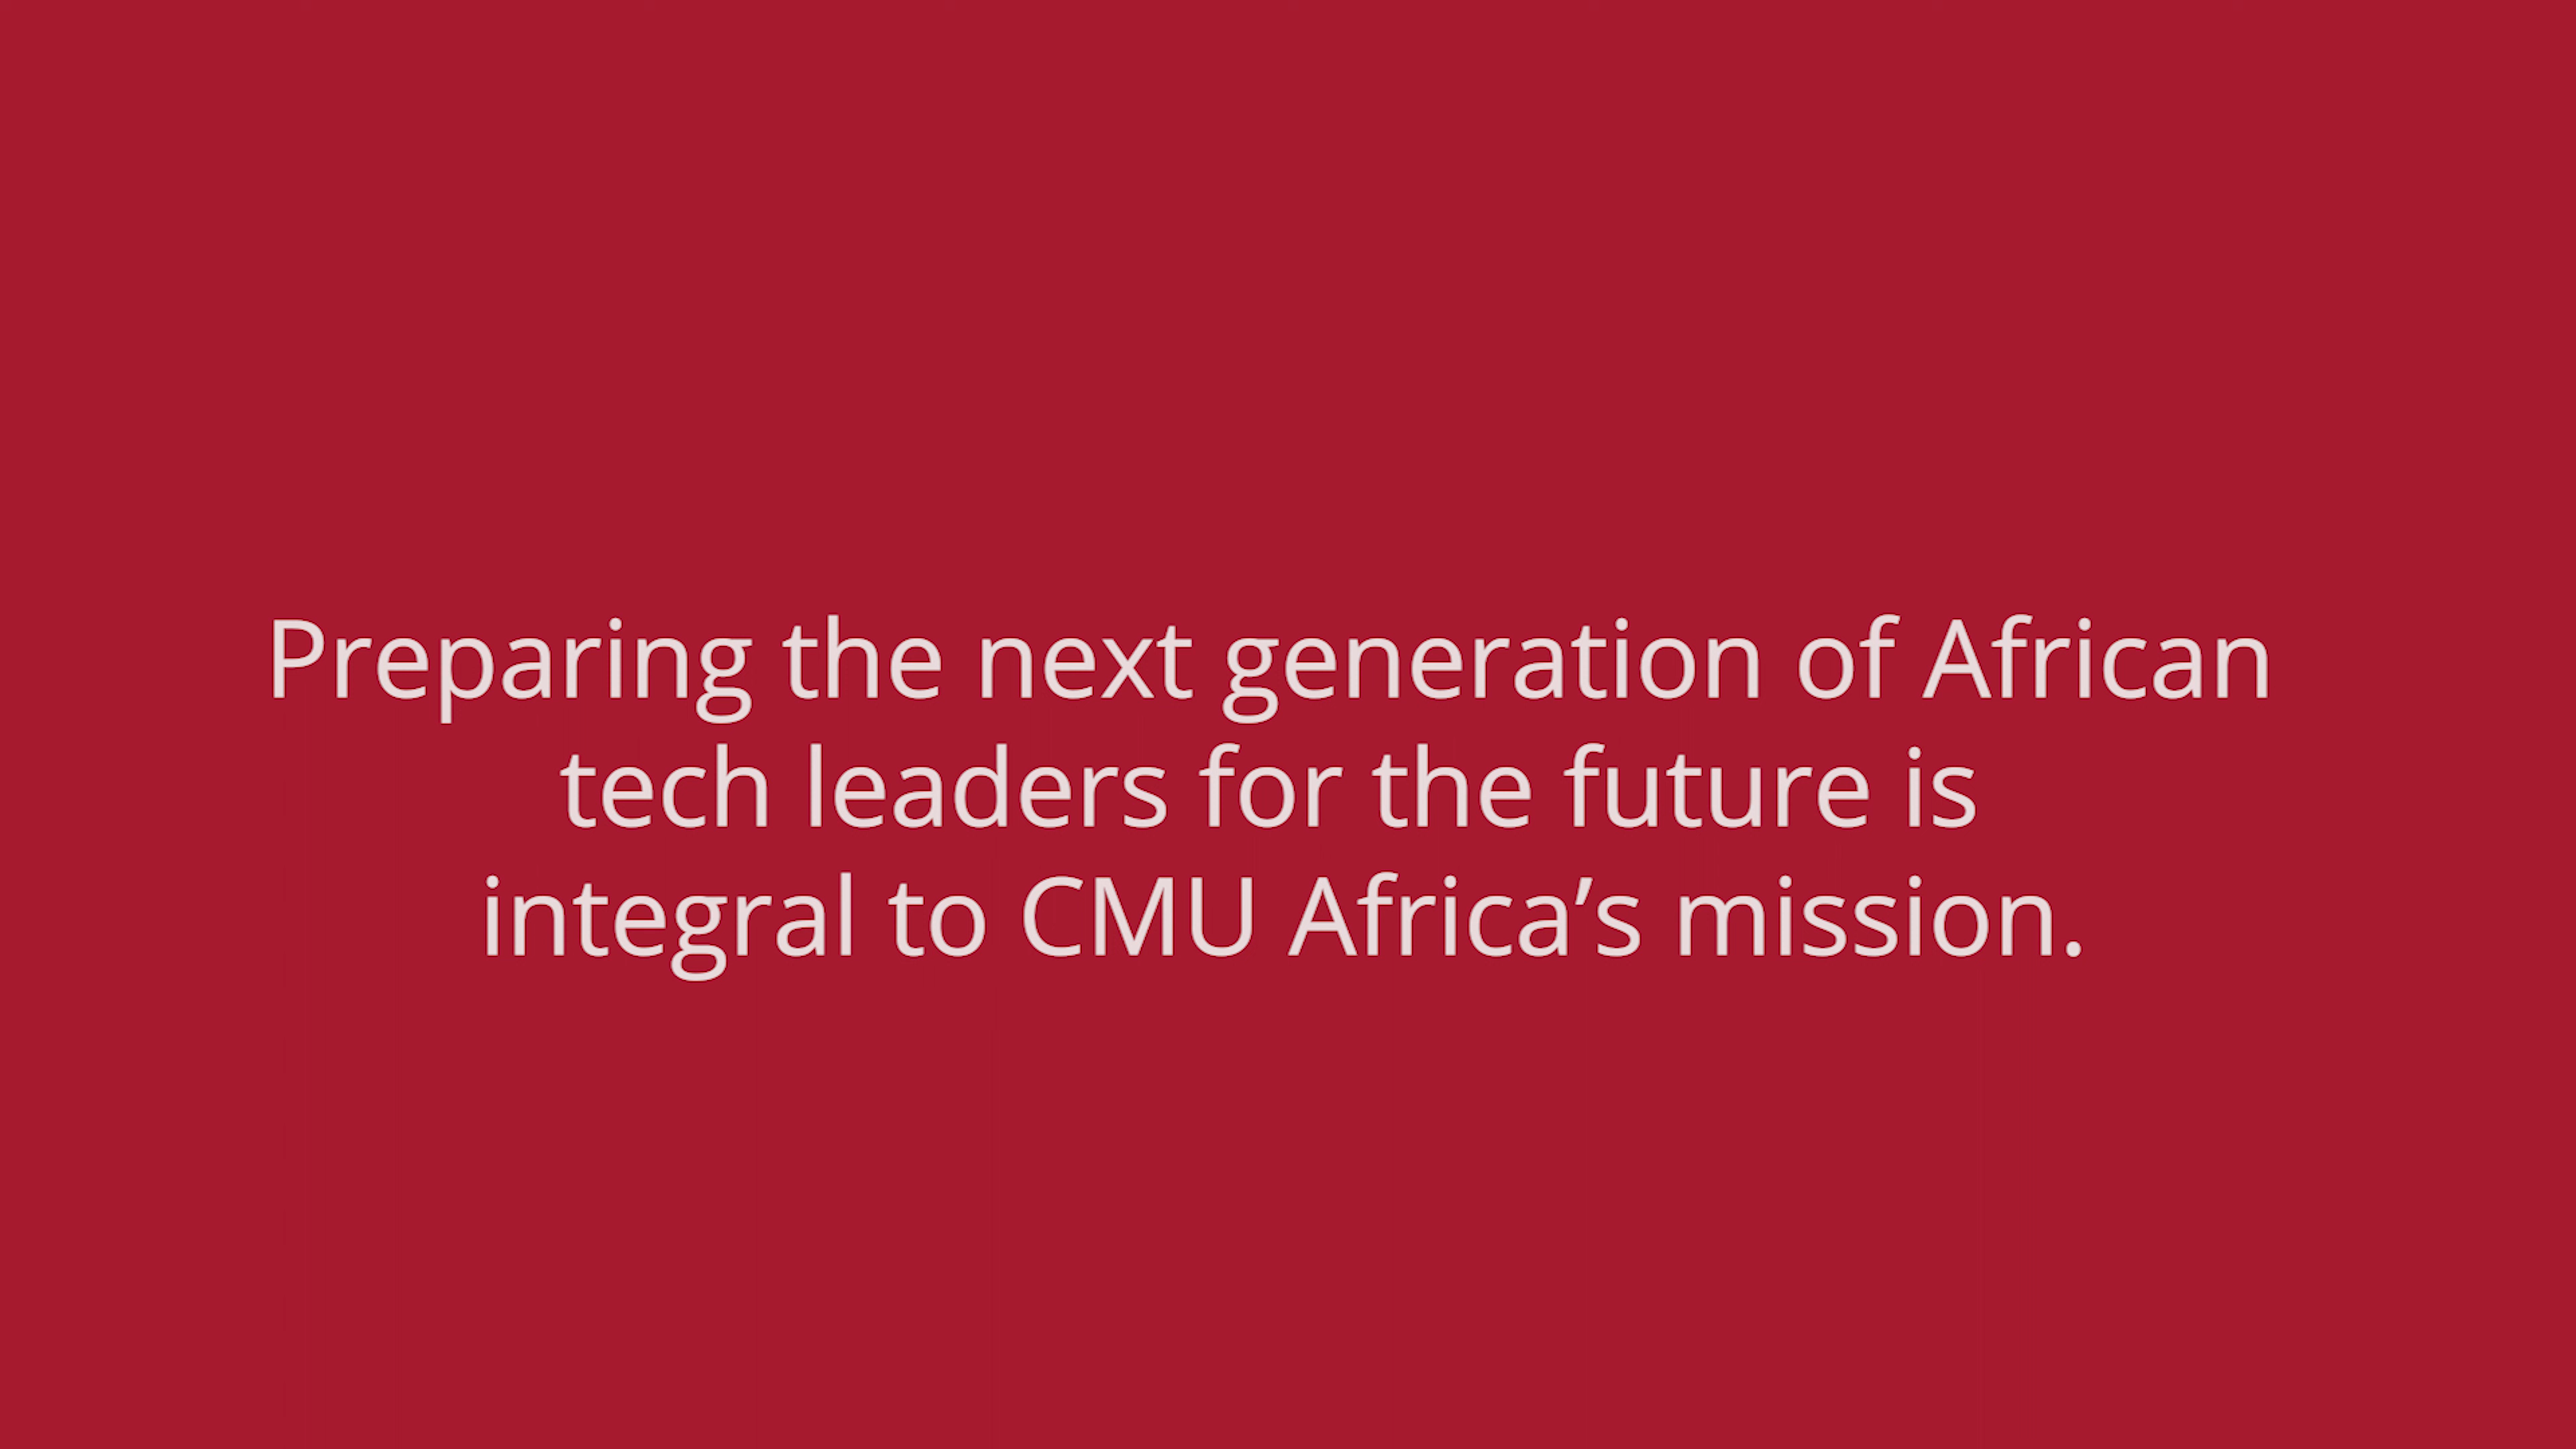 Preparing the next generation of African
tech leaders for the future is
integral to CMU Africa’s mission.